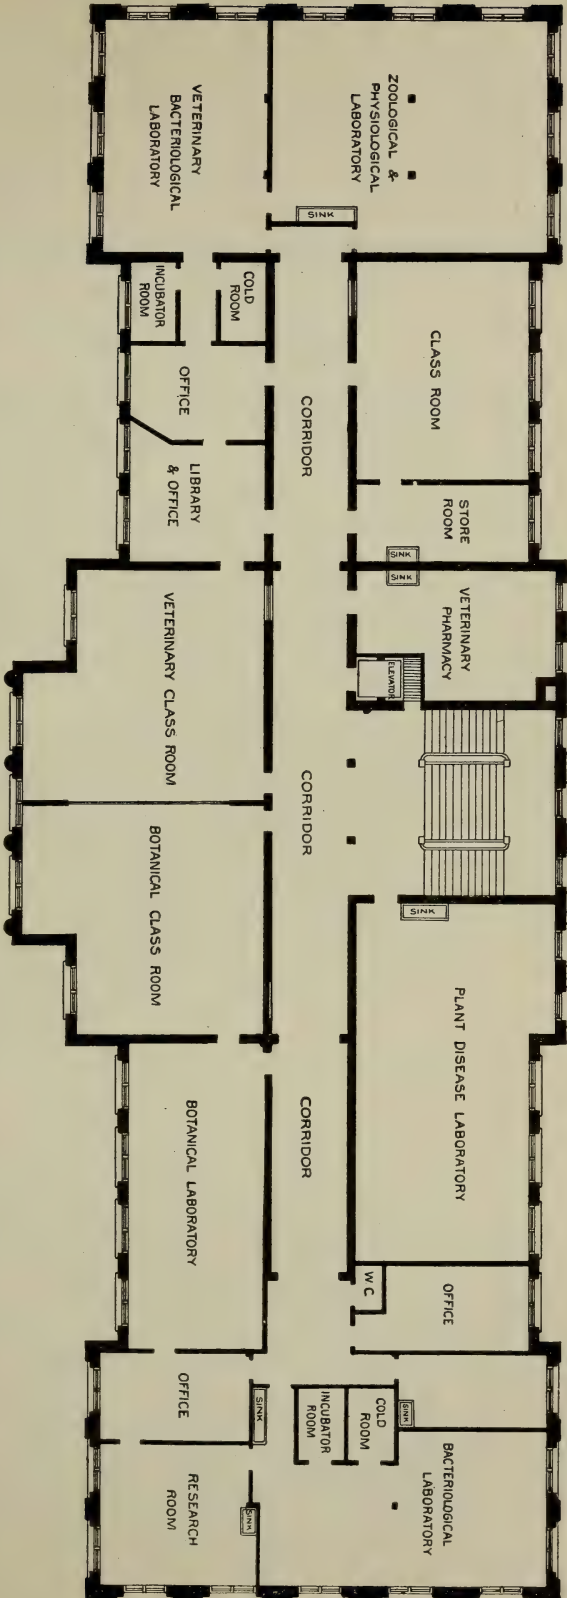 ZOOLOGICAL &
PHYSIOLOGICAL
LABORATORY
VETERINARY
BACTERIOLOGICAL
LABORATORY
SINK
COLD
ROOM
INCUBATOR
ROOM
CLASS ROOM
OFFICE
CORRIDOR
LIBRARY
& OFFICE
STORE
ROOM
SINK
SINK
VETERINARY
PHARMACY
ELEVATOR
VETERINARY CLASS ROOM
CORRIDOR
BOTANICAL CLASS ROOM
SINK
PLANT DISEASE LABORATORY
CORRIDOR
BOTANICAL LABORATORY
W C
OFFICE
OFFICE
SINK
INCUBATOR
ROOM
COLD
ROOM
SINK
BACTERIOLOGICAL
LABORATORY
RESEARCH
ROOM
SINK